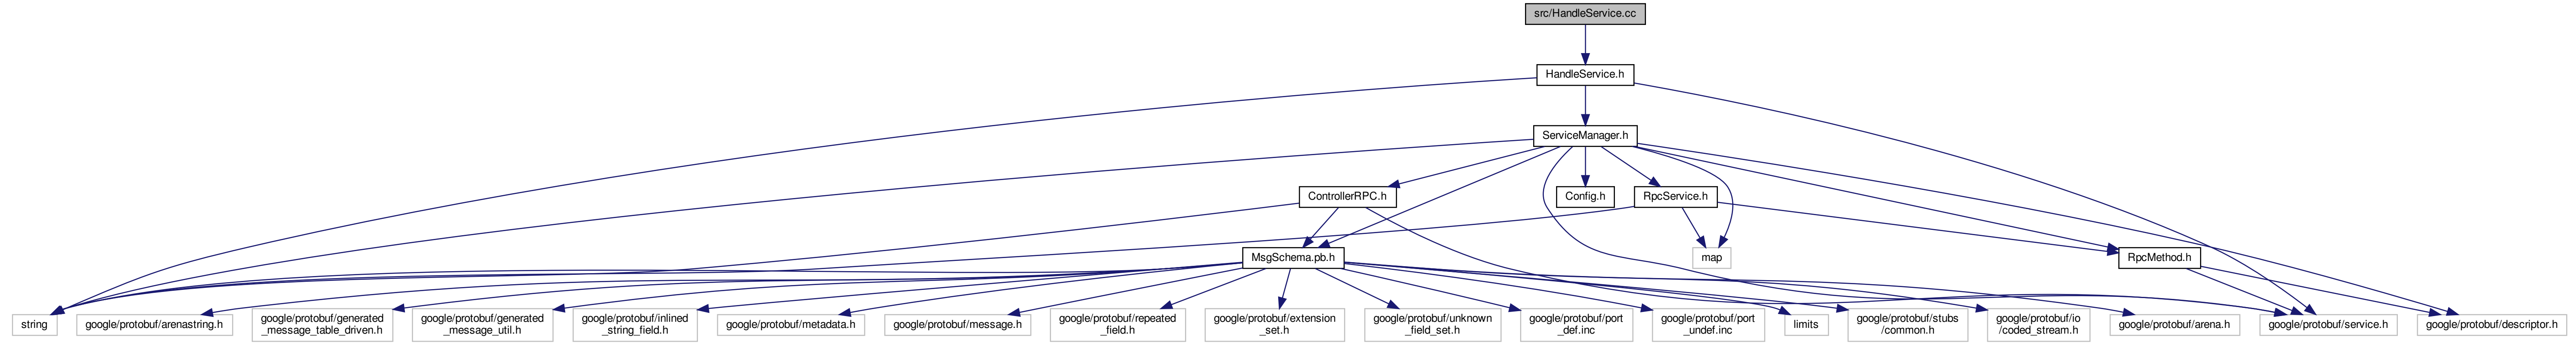 src/HandleService.cc
HandleService.h
ServiceManager.h
ControllerRPC.h
Config.h
RpcService.h
MsgSchema.pb.h
map
RpcMethod.h
string
google/protobuf/arenastring.h
google/protobuf/generated
_message_table_driven.h
google/protobuf/generated
_message_util.h
google/protobuf/inlined
_string_field.h
google/protobuf/metadata.h
google/protobuf/message.h
google/protobuf/repeated
_field.h
google/protobuf/extension
_set.h
google/protobuf/unknown
_field_set.h
google/protobuf/port
_def.inc
google/protobuf/port
_undef.inc
limits
google/protobuf/stubs
/common.h
google/protobuf/io
/coded_stream.h
google/protobuf/arena.h
google/protobuf/service.h
google/protobuf/descriptor.h